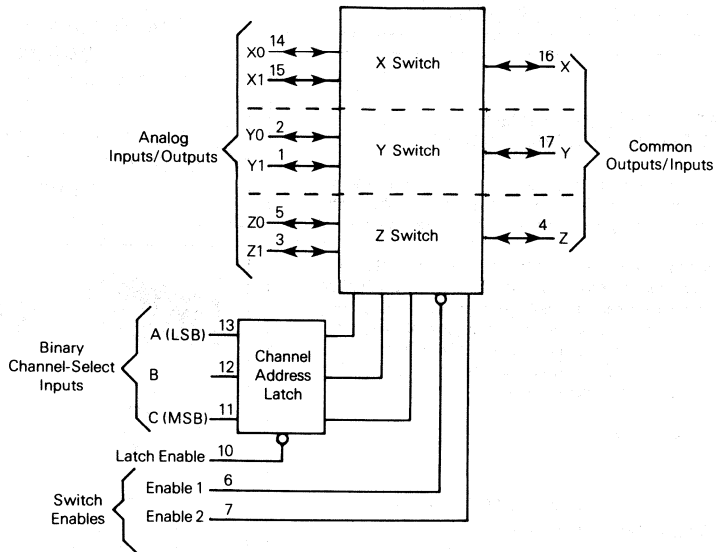 X0 14
X1 15
Y0 2
Y1 1
Z0 5
Z1 3
Analog
Inputs/Outputs
X Switch
Y Switch
Z Switch
16 X
17 Y
4 Z
Common
Outputs/Inputs
Binary
Channel-Select
Inputs
A (LSB) 13
B 12
C (MSB) 11
Channel
Address
Latch
Latch Enable 10
Switch
Enables
Enable 1 6
Enable 2 7